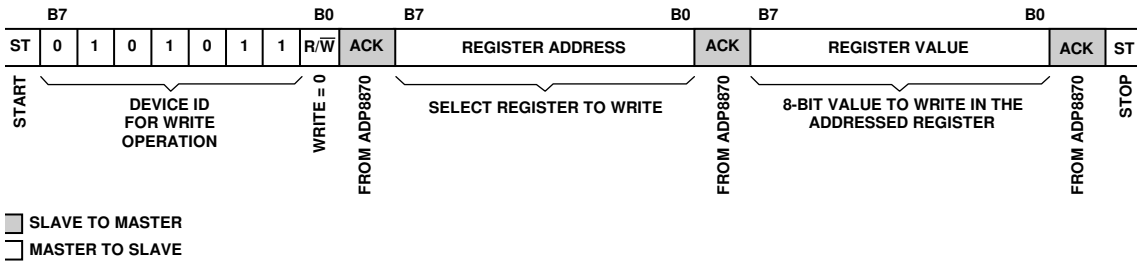 B7 B0 B7 B0 B7 B0
ST 0 1 0 1 0 1 1 R/W̅ ACK REGISTER ADDRESS ACK REGISTER VALUE ACK ST
START
DEVICE ID
FOR WRITE
OPERATION
WRITE = 0
FROM ADP8870
SELECT REGISTER TO WRITE
FROM ADP8870
8-BIT VALUE TO WRITE IN THE
ADDRESSED REGISTER
FROM ADP8870
STOP
SLAVE TO MASTER
MASTER TO SLAVE